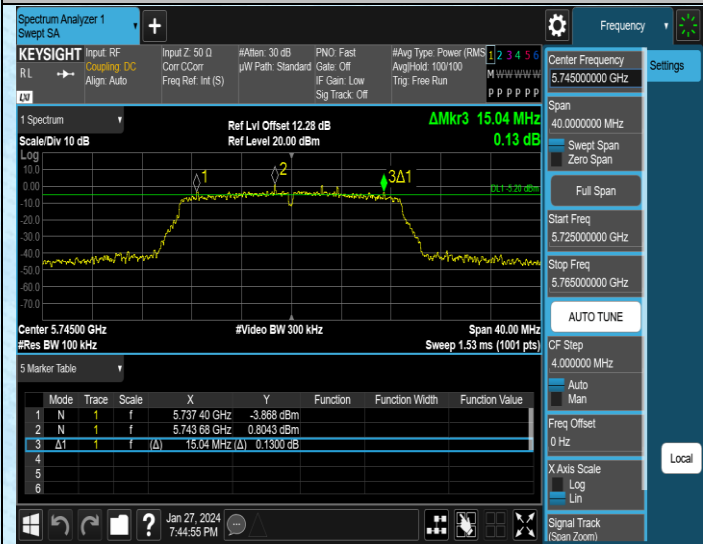 Spectrum Analyzer 1
Swept SA
Frequency
KEYSIGHT
RL
LXI
Input: RF
Coupling: DC
Align: Auto
Input Z: 50 Ω
Corr CCorr
Freq Ref: Int (S)
#Atten: 30 dB
µW Path: Standard
PNO: Fast
Gate: Off
IF Gain: Low
Sig Track: Off
#Avg Type: Power (RMS
Avg|Hold: 100/100
Trig: Free Run
1 2 3 4 5 6
M W W W W W
P P P P P P
1 Spectrum
Scale/Div 10 dB
Ref Lvl Offset 12.28 dB
Ref Level 20.00 dBm
ΔMkr3 15.04 MHz
0.13 dB
Log
10.0
0.00
-10.0
-20.0
-30.0
-40.0
-50.0
-60.0
-70.0
1
2
3Δ1
DL1 -5.20 dBm
Center 5.74500 GHz
#Res BW 100 kHz
#Video BW 300 kHz
Span 40.00 MHz
Sweep 1.53 ms (1001 pts)
5 Marker Table
Mode Trace Scale X Y Function Function Width Function Value
1 N 1 f 5.737 40 GHz -3.868 dBm
2 N 1 f 5.743 68 GHz 0.8043 dBm
3 Δ1 1 f (Δ) 15.04 MHz (Δ) 0.1300 dB
4
5
6
Jan 27, 2024
7:44:55 PM
Center Frequency
5.745000000 GHz
Span
40.0000000 MHz
Swept Span
Zero Span
Full Span
Start Freq
5.725000000 GHz
Stop Freq
5.765000000 GHz
AUTO TUNE
CF Step
4.000000 MHz
Auto
Man
Freq Offset
0 Hz
X Axis Scale
Log
Lin
Signal Track
(Span Zoom)
Settings
Local